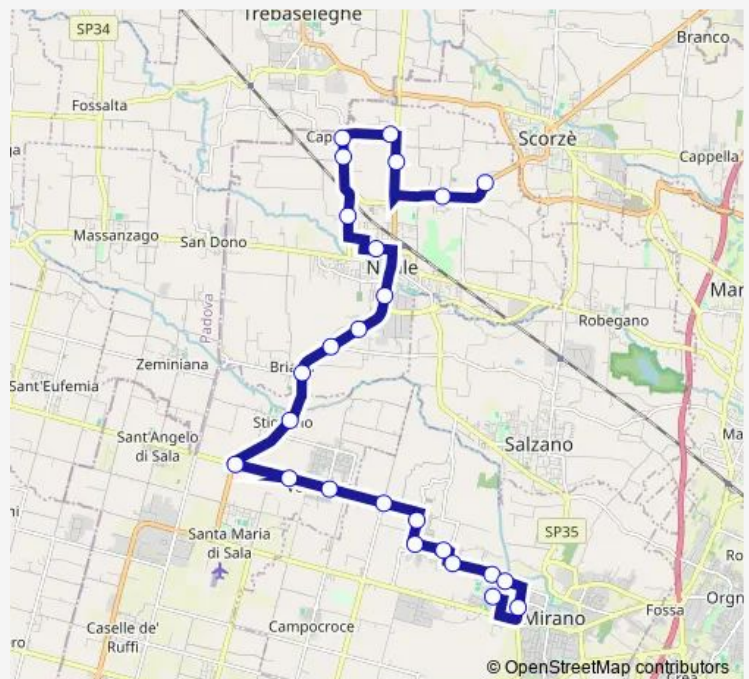 Trebaseleghe
SP34
Branco
Fossalta
Scorzè
Cappella
Massanzago
San Dono
Padova
Robegano
Zeminiana
Sant'Eufemia
Sant'Angelo
di Sala
Salzano
Santa Maria
di Sala
SP35
Mirano
Fossa
Campocroce
Caselle de'
Ruffi
© OpenStreetMap contributors